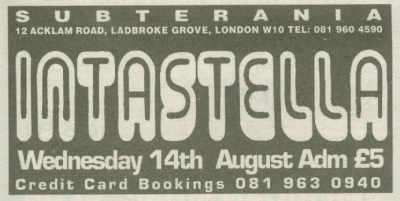 SUBTERANIA
12 ACKLAM ROAD, LADBROKE GROVE, LONDON W10 TEL: 081 960 4590
INTASTELLA
Wednesday 14th August Adm £5
Credit Card Bookings 081 963 0940